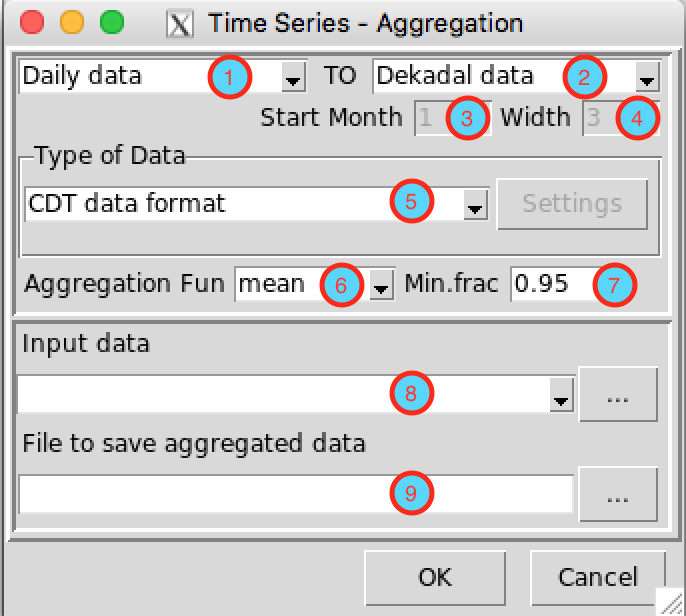 Time Series - Aggregation
Daily data 1 TO Dekadal data 2
Start Month 1 3 Width 3 4
Type of Data
CDT data format 5 Settings
Aggregation Fun mean 6 Min.frac 0.95 7
Input data
8 ...
File to save aggregated data
9 ...
OK Cancel